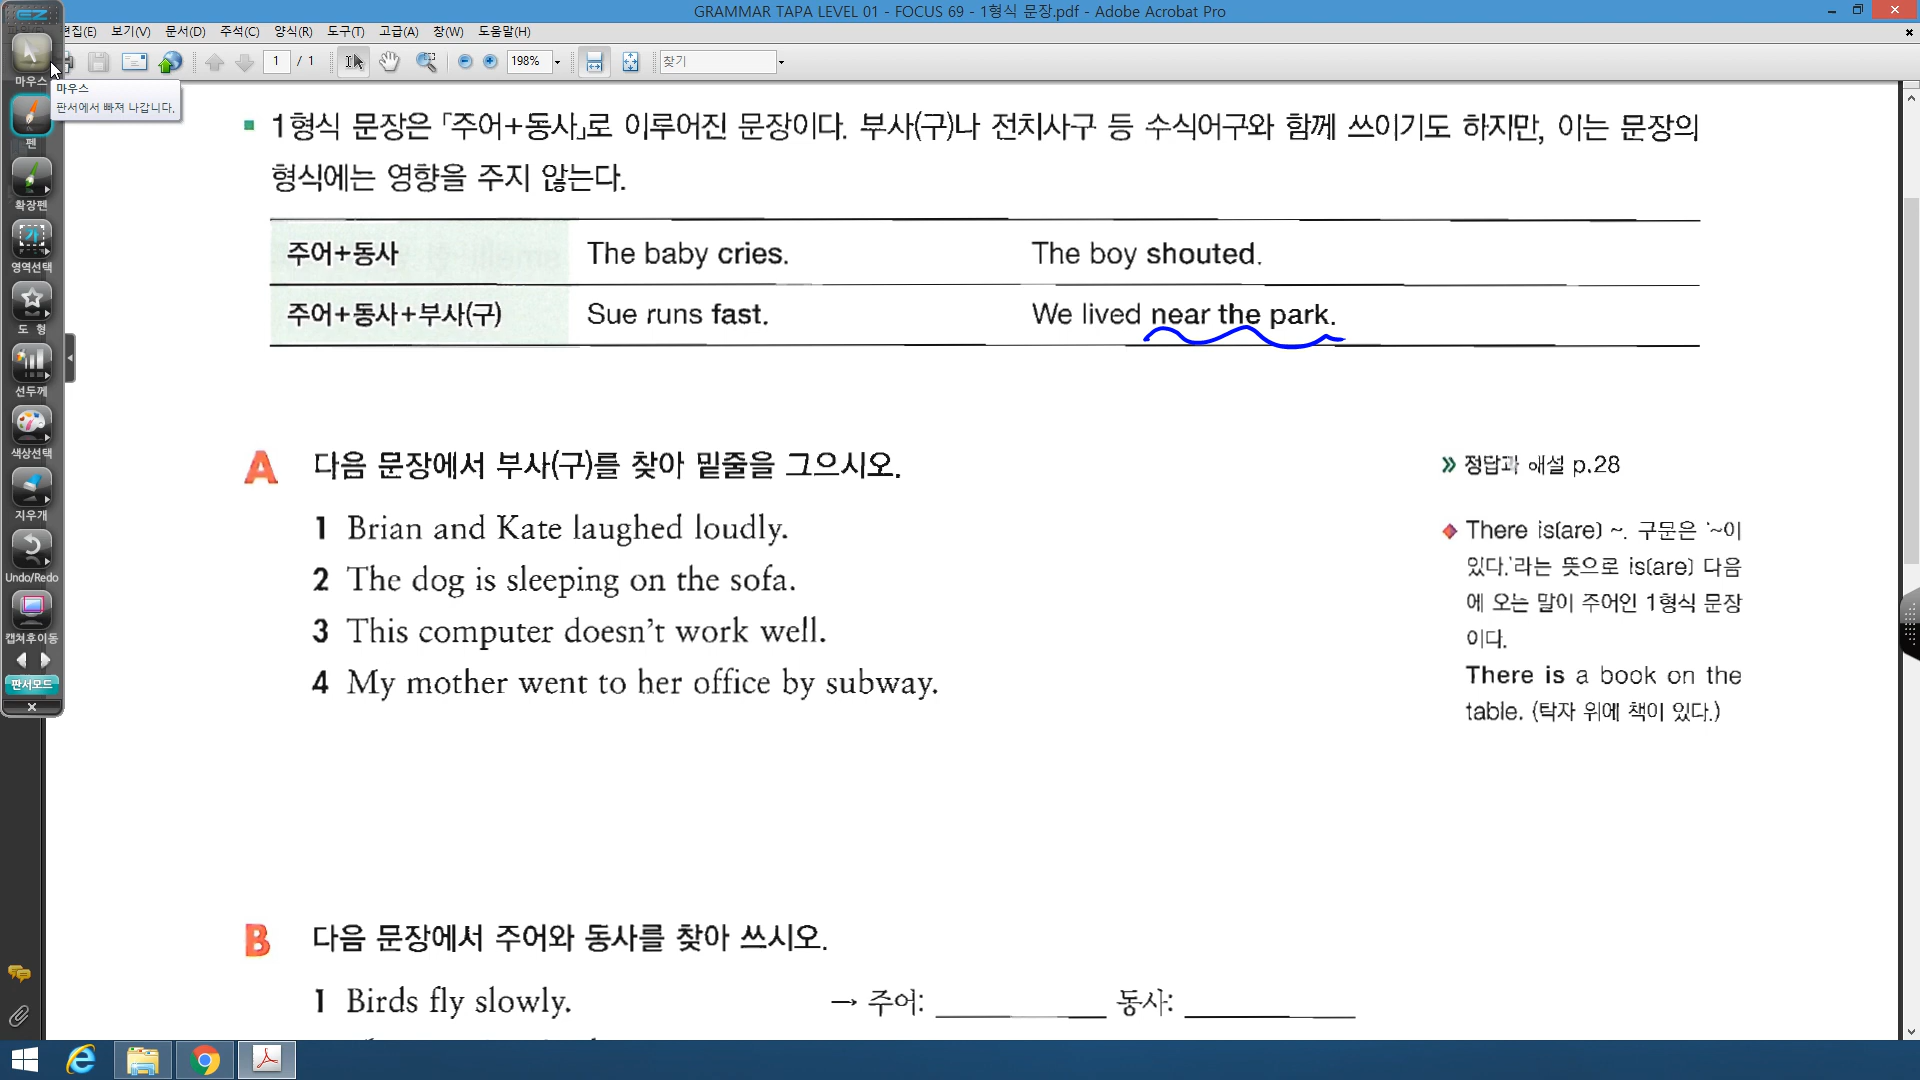 GRAMMAR TAPA LEVEL 01 - FOCUS 69 - 1형식 문장.pdf - Adobe Acrobat Pro
편집(E) 보기(V) 문서(D) 주석(C) 양식(R) 도구(T) 고급(A) 창(W) 도움말(H)
1 / 1 198% 찾기
마우스
마우스
판서에서 빠져 나갑니다.
펜
확장펜
영역선택
도 형
선두께
색상선택
지우개
Undo/Redo
캡쳐후이동
판서모드
▪ 1형식 문장은 「주어+동사」로 이루어진 문장이다. 부사(구)나 전치사구 등 수식어구와 함께 쓰이기도 하지만, 이는 문장의
형식에는 영향을 주지 않는다.
주어+동사 The baby cries. The boy shouted.
주어+동사+부사(구) Sue runs fast. We lived near the park.
A 다음 문장에서 부사(구)를 찾아 밑줄을 그으시오.
1 Brian and Kate laughed loudly.
2 The dog is sleeping on the sofa.
3 This computer doesn't work well.
4 My mother went to her office by subway.
» 정답과 해설 p.28
There is(are) ~. 구문은 '~이
있다.'라는 뜻으로 is(are) 다음
에 오는 말이 주어인 1형식 문장
이다.
There is a book on the
table. (탁자 위에 책이 있다.)
B 다음 문장에서 주어와 동사를 찾아 쓰시오.
1 Birds fly slowly. → 주어: __________ 동사: __________